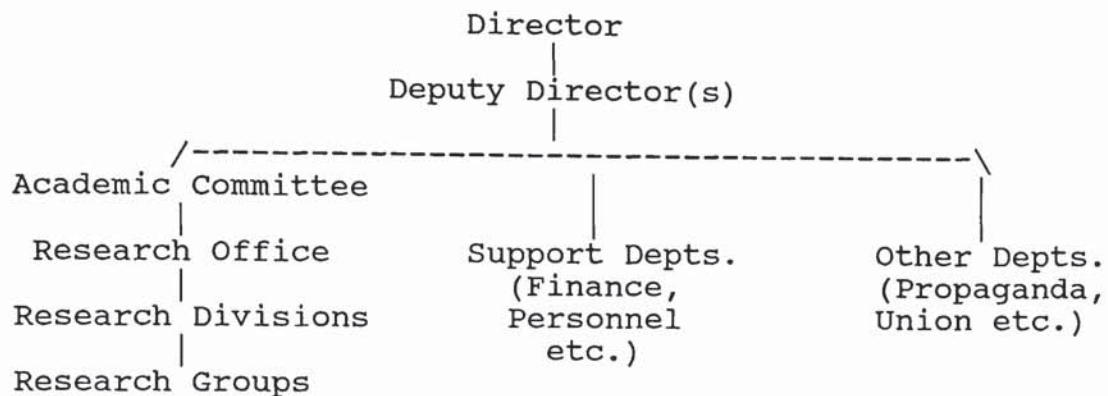 Director
Deputy Director(s)
Academic Committee
Research Office
Research Divisions
Research Groups
Support Depts.
(Finance,
Personnel
etc.)
Other Depts.
(Propaganda,
Union etc.)